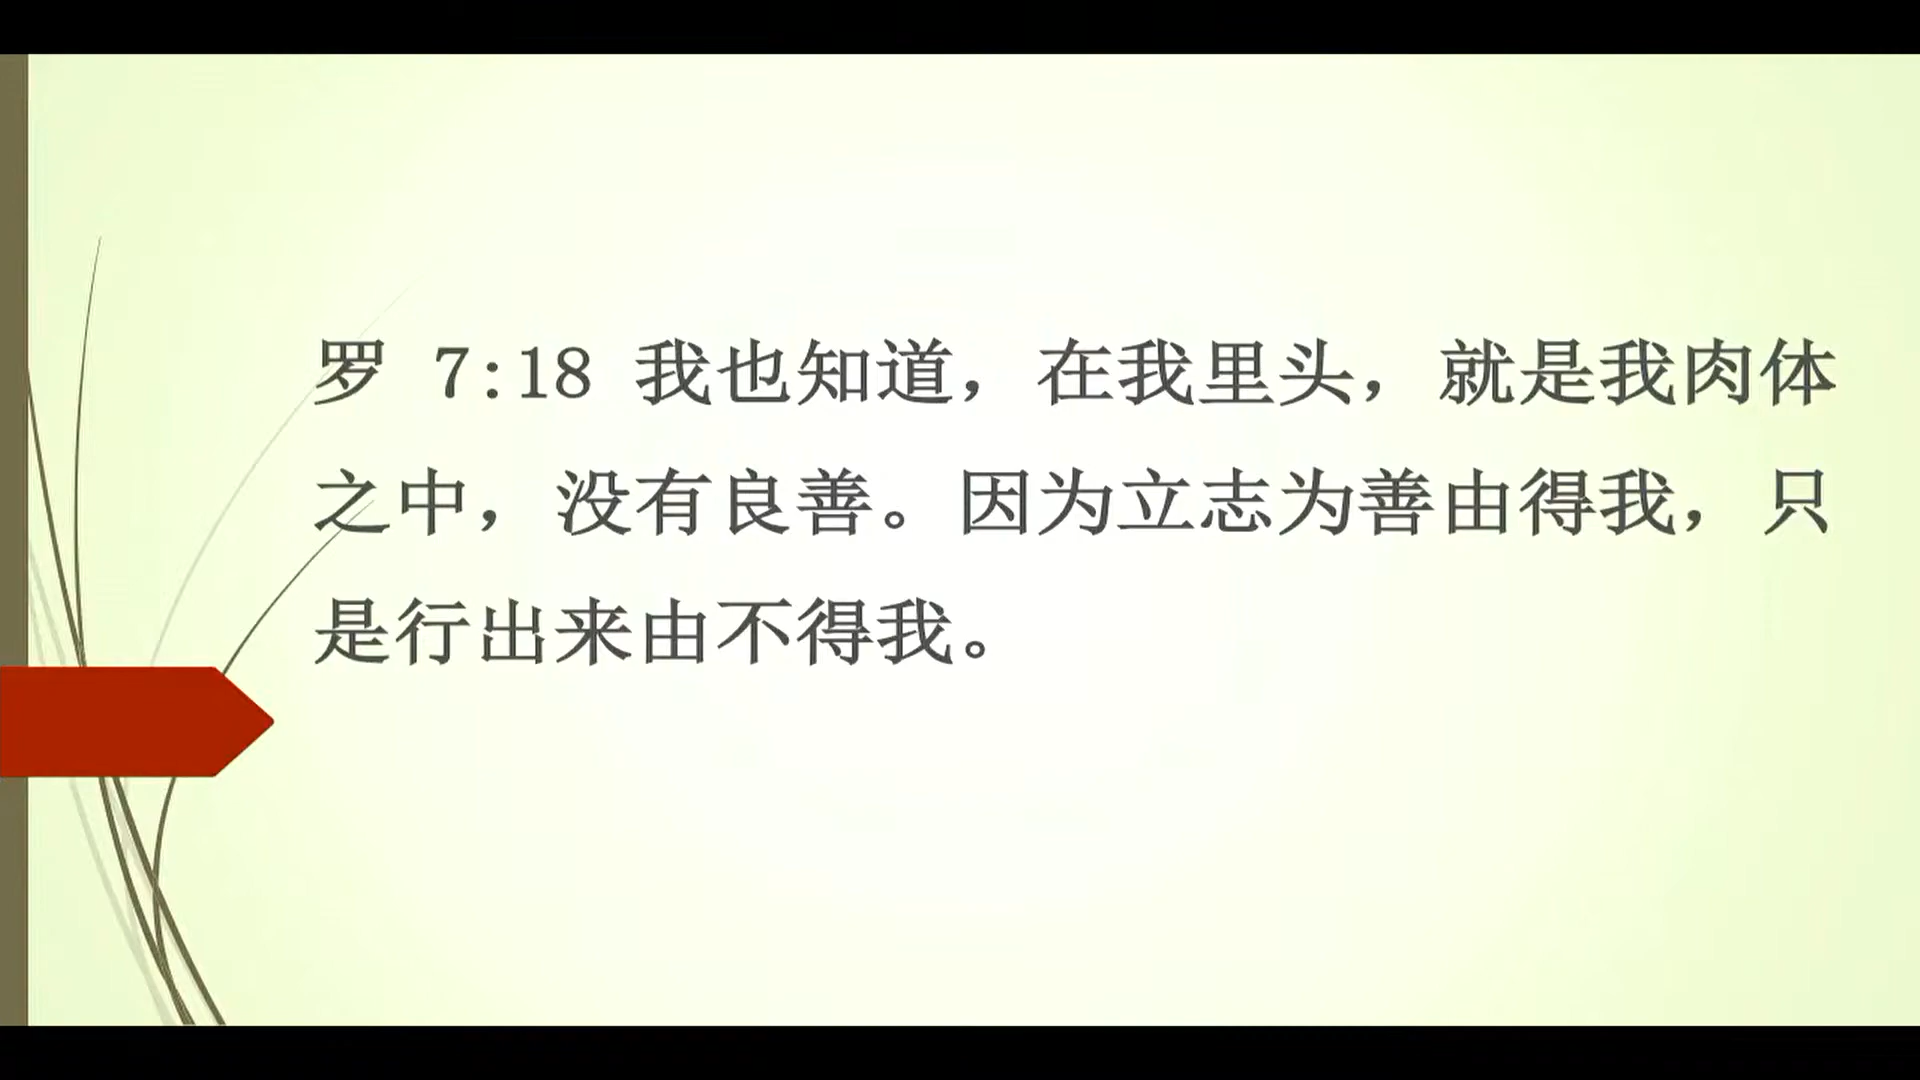 罗 7:18 我也知道，在我里头，就是我肉体
之中，没有良善。因为立志为善由得我，只
是行出来由不得我。